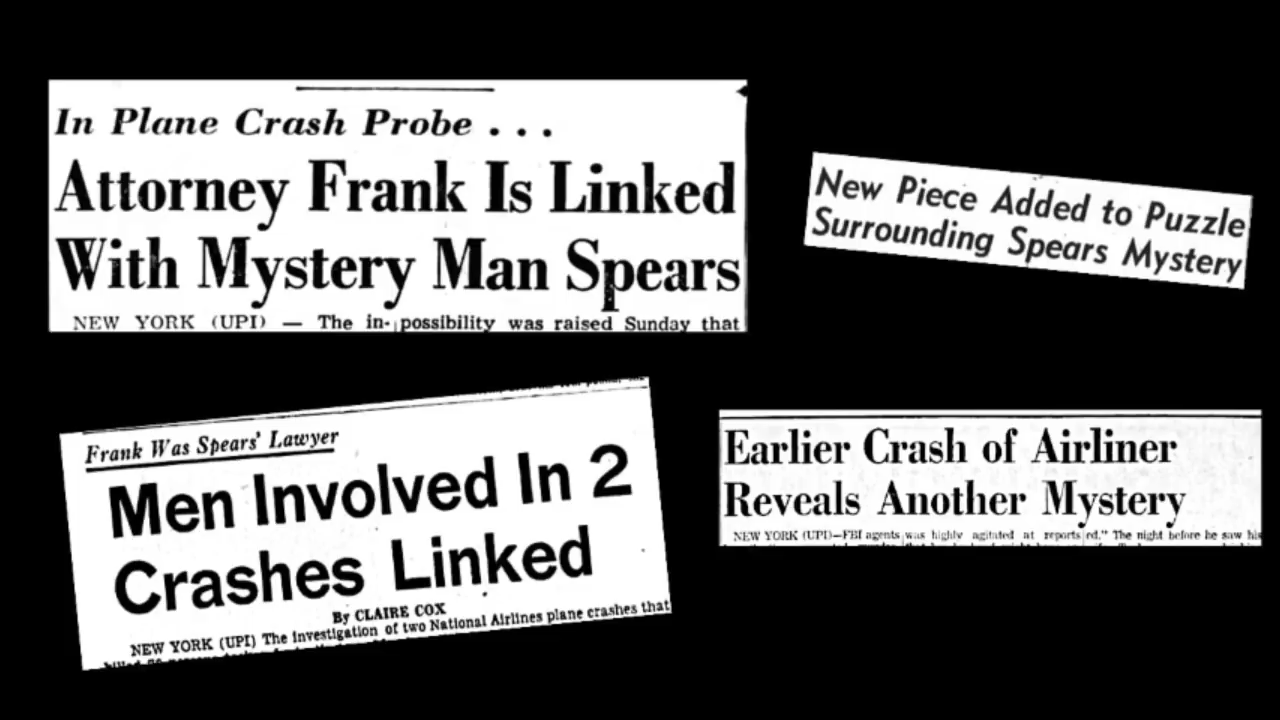 In Plane Crash Probe . . .
Attorney Frank Is Linked
With Mystery Man Spears
NEW YORK (UPI) — The in- possibility was raised Sunday that
New Piece Added to Puzzle
Surrounding Spears Mystery
Frank Was Spears' Lawyer
Men Involved In 2
Crashes Linked
By CLAIRE COX
NEW YORK (UPI) The investigation of two National Airlines plane crashes that
Earlier Crash of Airliner
Reveals Another Mystery
NEW YORK (UPI)—FBI agents was highly agitated at reports ed." The night before he saw his